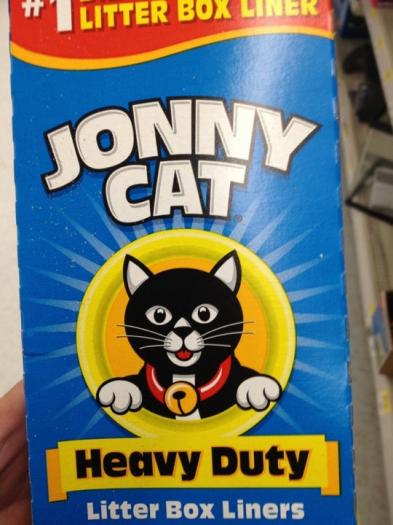 #1
LITTER BOX LINER
JONNY
CAT
Heavy Duty
Litter Box Liners